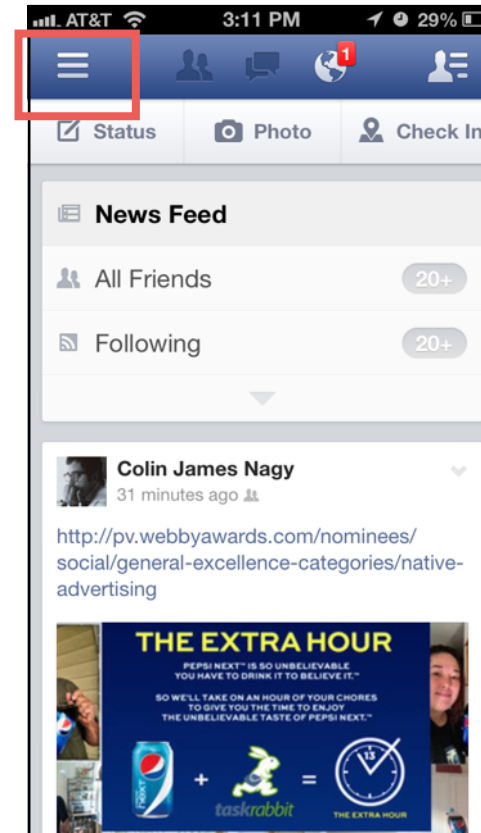 AT&T 3:11 PM 29%
1
Status Photo Check In
News Feed
All Friends 20+
Following 20+
Colin James Nagy
31 minutes ago
http://pv.webbyawards.com/nominees/
social/general-excellence-categories/native-
advertising
THE EXTRA HOUR
PEPSI NEXT™ IS SO UNBELIEVABLE
YOU HAVE TO DRINK IT TO BELIEVE IT.™
SO WE'LL TAKE ON AN HOUR OF YOUR CHORES
TO GIVE YOU THE TIME TO ENJOY
THE UNBELIEVABLE TASTE OF PEPSI NEXT.™
next + = 13
taskrabbit THE EXTRA HOUR